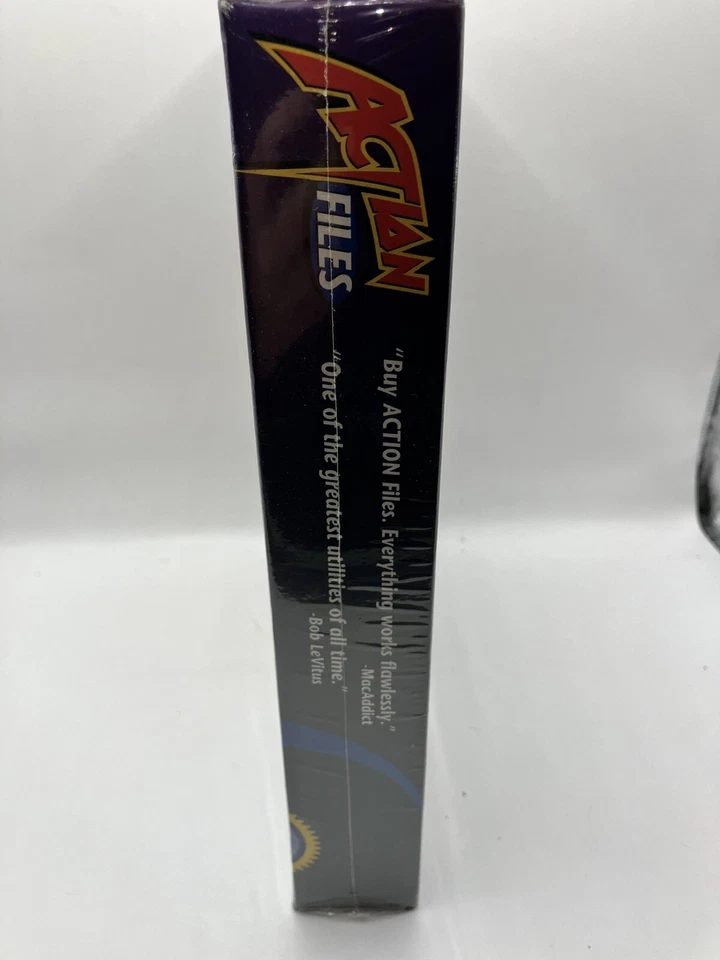 ACTION
FILES
"Buy ACTION Files. Everything works flawlessly."
-MacAddict
"One of the greatest utilities of all time."
-Bob LeVitus